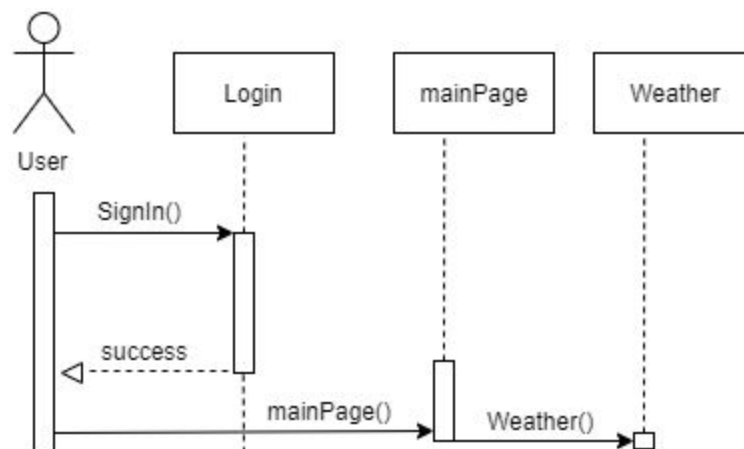 Login
mainPage
Weather
User
SignIn()
success
mainPage()
Weather()